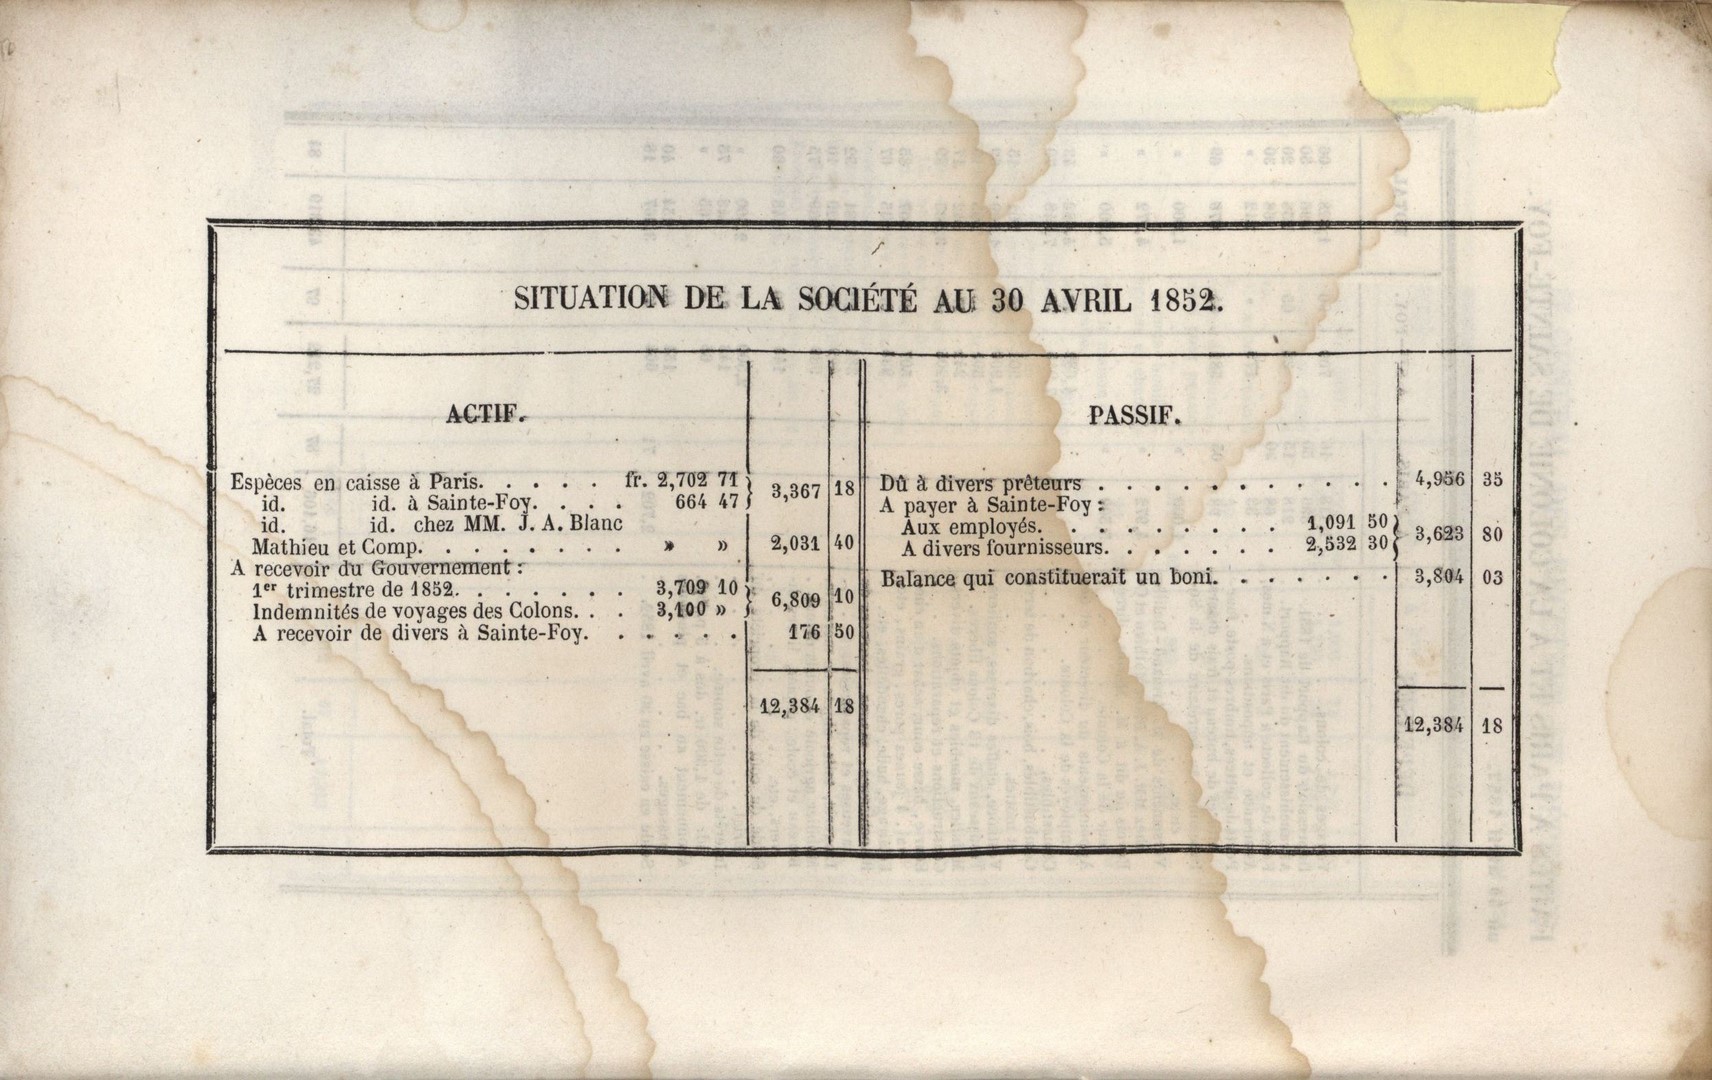 SITUATION DE LA SOCIÉTÉ AU 30 AVRIL 1852.
ACTIF.
Espèces en caisse à Paris. . . . . fr. 2,702 71 } 3,367 18
id. id. à Sainte-Foy. . . . 664 47
id. id. chez MM. J. A. Blanc
Mathieu et Comp. . . . . . . . » » 2,031 40
A recevoir du Gouvernement :
1er trimestre de 1852. . . . . . . 3,709 10 } 6,809 10
Indemnités de voyages des Colons. . . 3,100 »
A recevoir de divers à Sainte-Foy. . . . . . 176 50
12,384 18
PASSIF.
Dû à divers prêteurs . . . . . . . . . . . 4,956 35
A payer à Sainte-Foy :
Aux employés. . . . . . . . . 1,091 50 } 3,623 80
A divers fournisseurs. . . . . . . 2,532 30
Balance qui constituerait un boni. . . . . . . 3,804 03
12,384 18